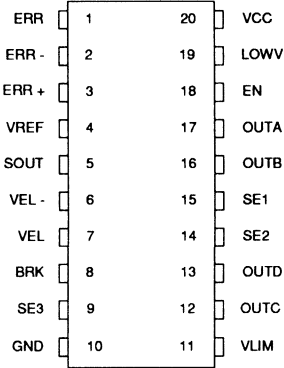 ERR 1 20 VCC
ERR - 2 19 LOWV
ERR + 3 18 EN
VREF 4 17 OUTA
SOUT 5 16 OUTB
VEL - 6 15 SE1
VEL 7 14 SE2
BRK 8 13 OUTD
SE3 9 12 OUTC
GND 10 11 VLIM